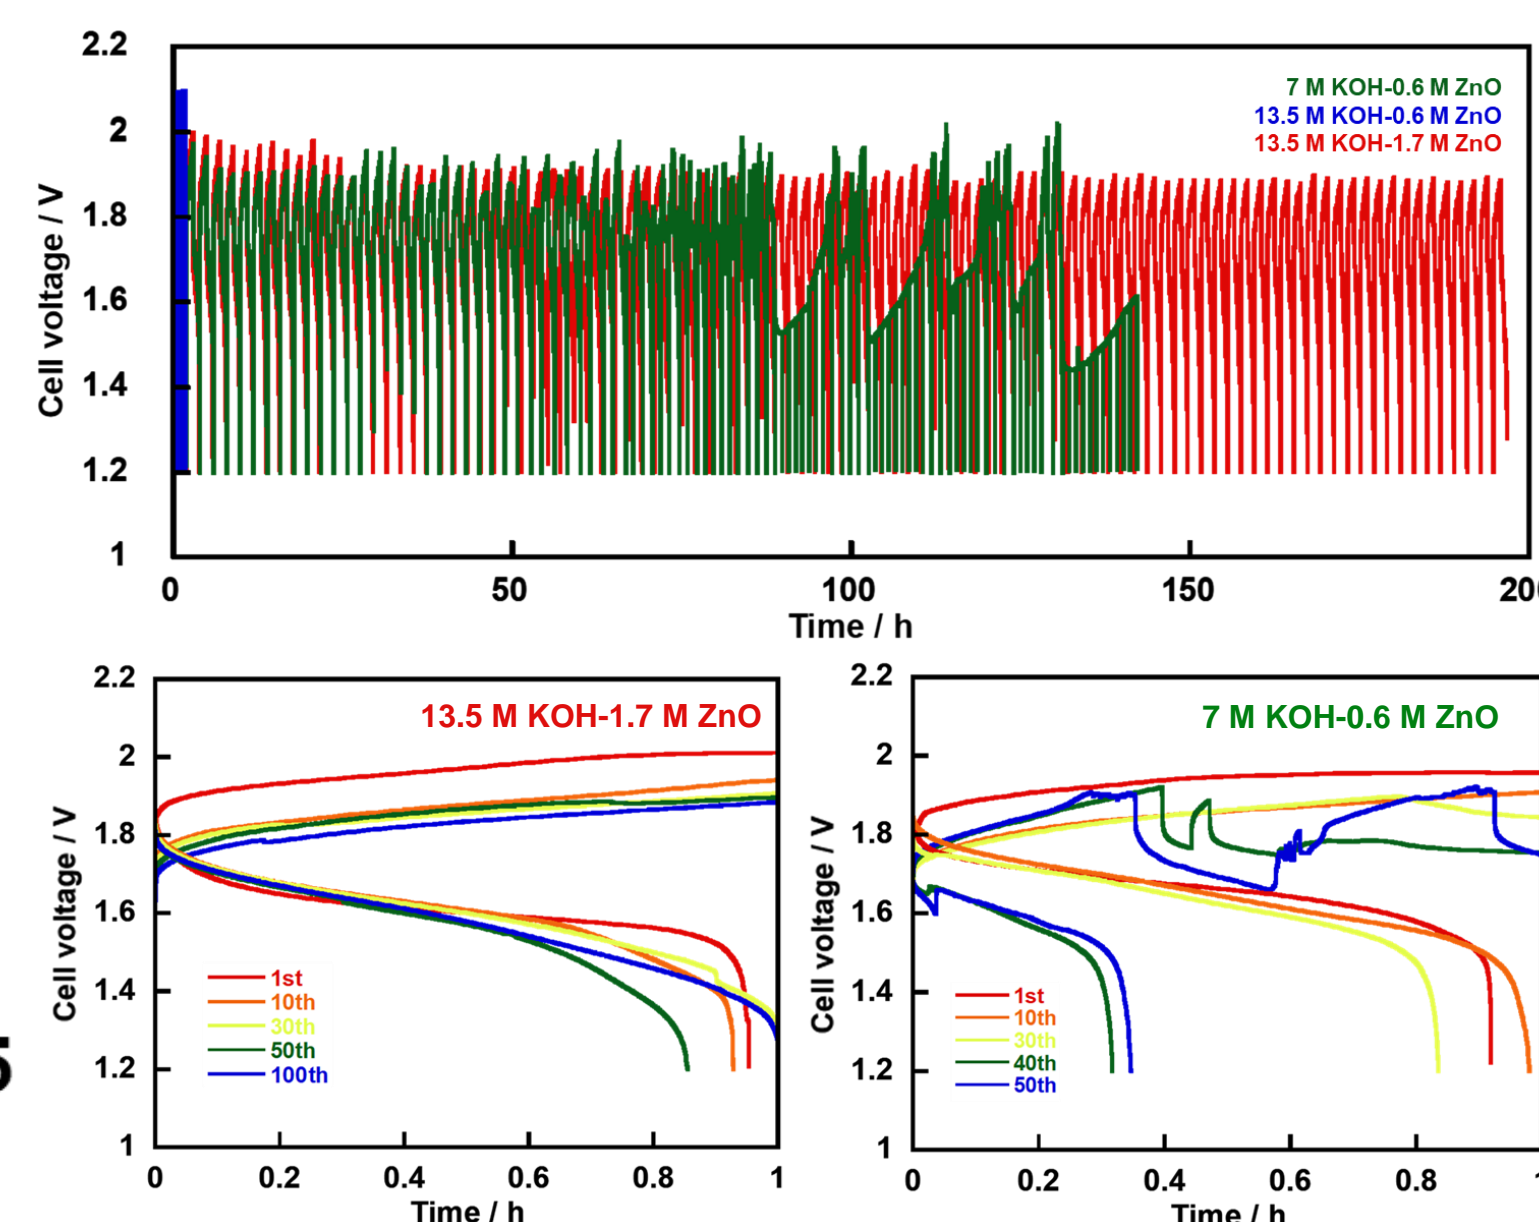 2.2
2
1.8
1.6
1.4
1.2
1
Cell voltage / V
7 M KOH-0.6 M ZnO
13.5 M KOH-0.6 M ZnO
13.5 M KOH-1.7 M ZnO
0 50 100 150
Time / h
2.2
2
1.8
1.6
1.4
1.2
1
Cell voltage / V
13.5 M KOH-1.7 M ZnO
1st
10th
30th
50th
100th
0 0.2 0.4 0.6 0.8 1
Time / h
2.2
2
1.8
1.6
1.4
1.2
1
Cell voltage / V
7 M KOH-0.6 M ZnO
1st
10th
30th
40th
50th
0 0.2 0.4 0.6 0.8
Time / h